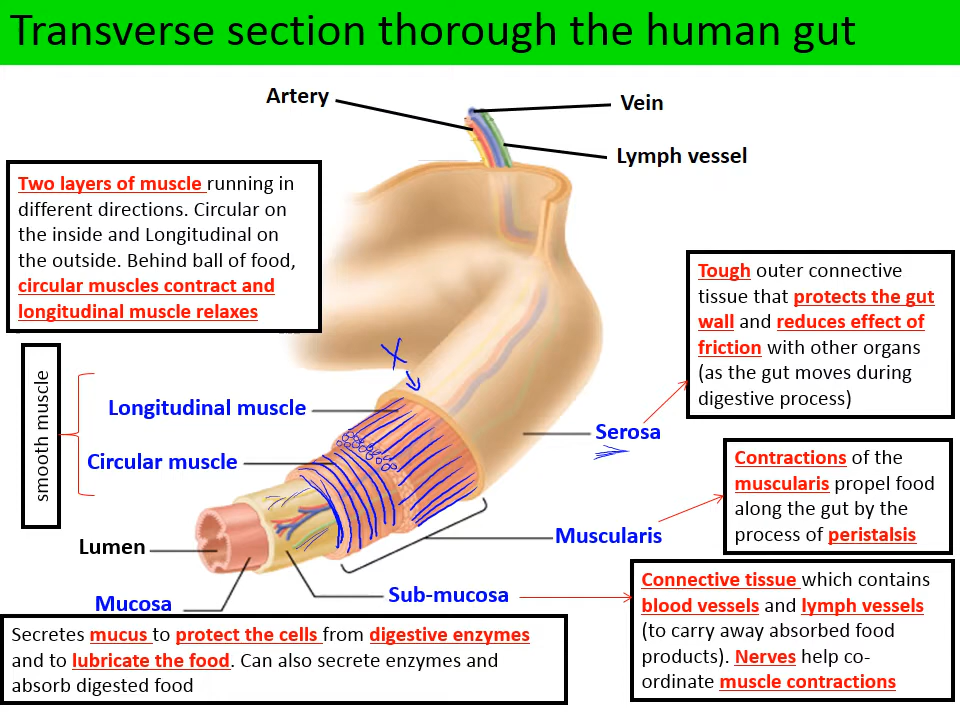 Transverse section thorough the human gut
Artery
Vein
Lymph vessel
Two layers of muscle running in
different directions. Circular on
the inside and Longitudinal on
the outside. Behind ball of food,
circular muscles contract and
longitudinal muscle relaxes
Tough outer connective
tissue that protects the gut
wall and reduces effect of
friction with other organs
(as the gut moves during
digestive process)
X
smooth muscle
Longitudinal muscle
Circular muscle
Serosa
Contractions of the
muscularis propel food
along the gut by the
process of peristalsis
Lumen
Muscularis
Mucosa
Sub-mucosa
Connective tissue which contains
blood vessels and lymph vessels
(to carry away absorbed food
products). Nerves help co-
ordinate muscle contractions
Secretes mucus to protect the cells from digestive enzymes
and to lubricate the food. Can also secrete enzymes and
absorb digested food